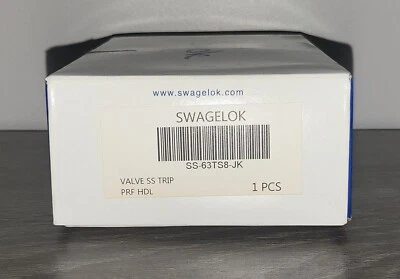 www.swagelok.com
SWAGELOK
SS-63TS8-JK
VALVE SS TRIP
PRF HDL
1 PCS